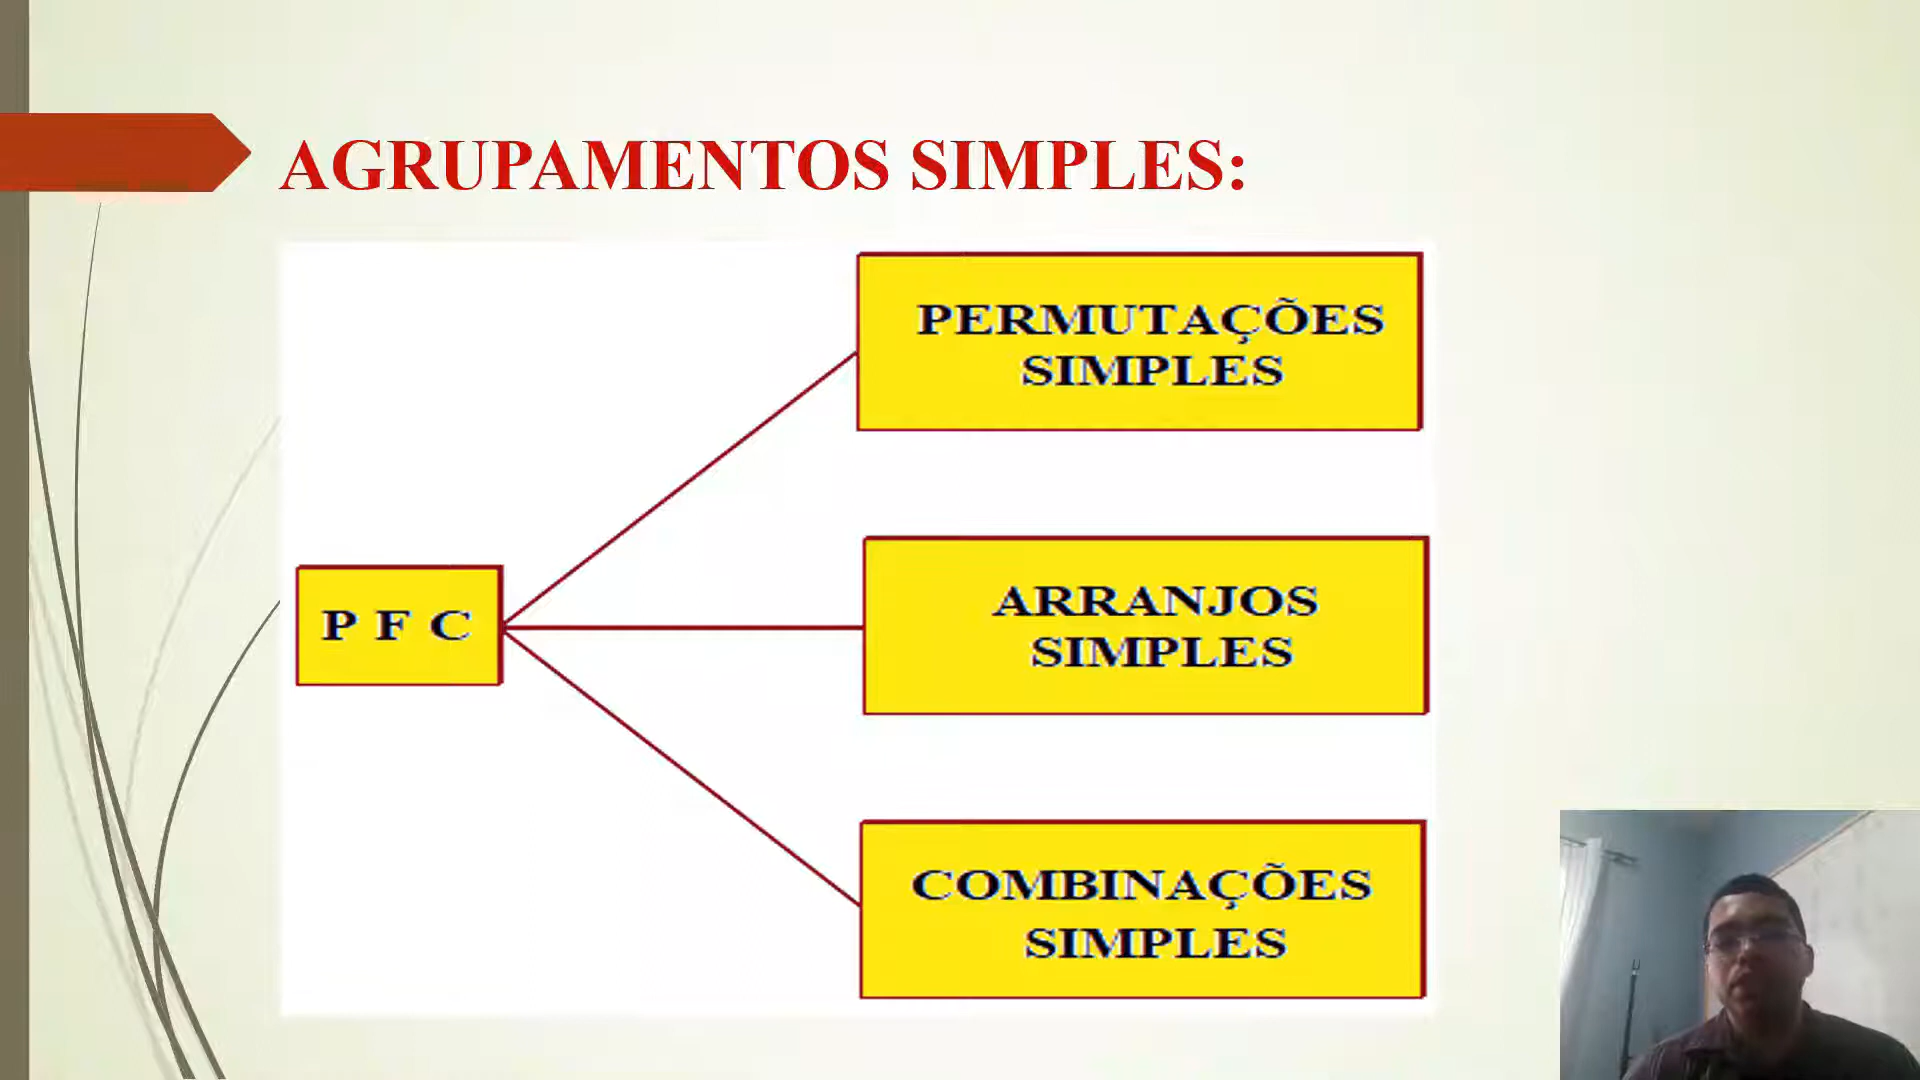 AGRUPAMENTOS SIMPLES:
PERMUTAÇÕES
SIMPLES
P F C
ARRANJOS
SIMPLES
COMBINAÇÕES
SIMPLES